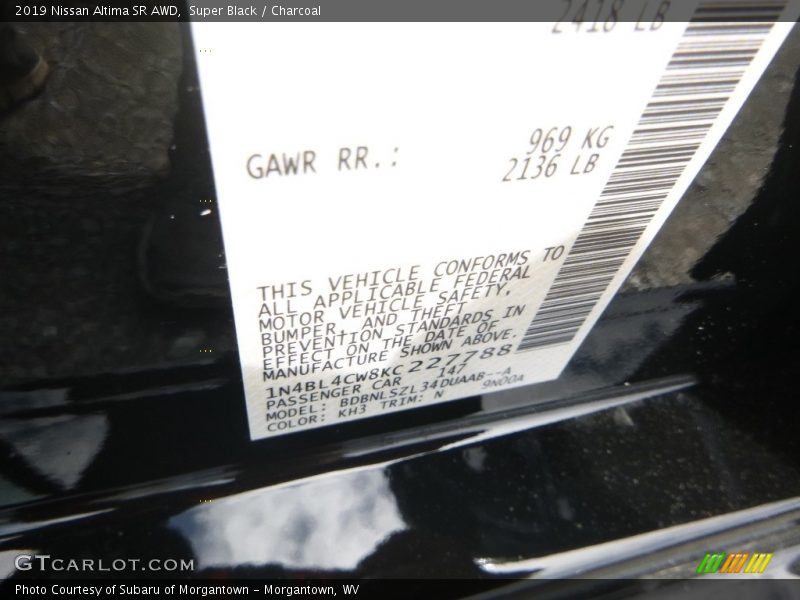 2019 Nissan Altima SR AWD, Super Black / Charcoal
2418 LB
GAWR RR.:
969 KG
2136 LB
THIS VEHICLE CONFORMS TO
ALL APPLICABLE FEDERAL
MOTOR VEHICLE SAFETY,
BUMPER, AND THEFT
PREVENTION STANDARDS IN
EFFECT ON THE DATE OF
MANUFACTURE SHOWN ABOVE.
1N4BL4CW8KC227788
PASSENGER CAR 147
MODEL: BDBNLSZL34DUAAB--A
COLOR: KH3 TRIM: N 9N00A
GTCARLOT.COM
Photo Courtesy of Subaru of Morgantown – Morgantown, WV